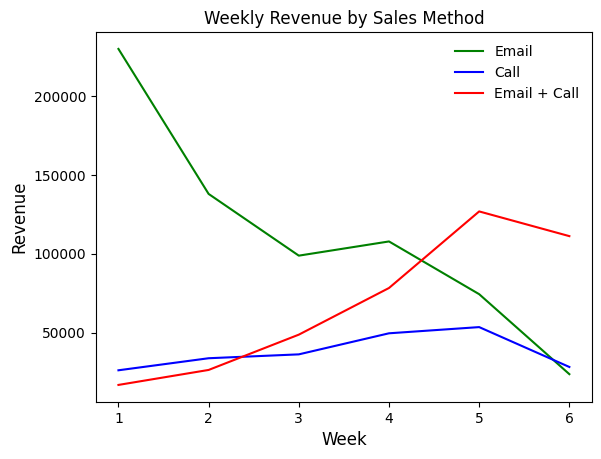 Weekly Revenue by Sales Method
Email
Call
Email + Call
200000
150000
100000
50000
Revenue
1 2 3 4 5 6
Week